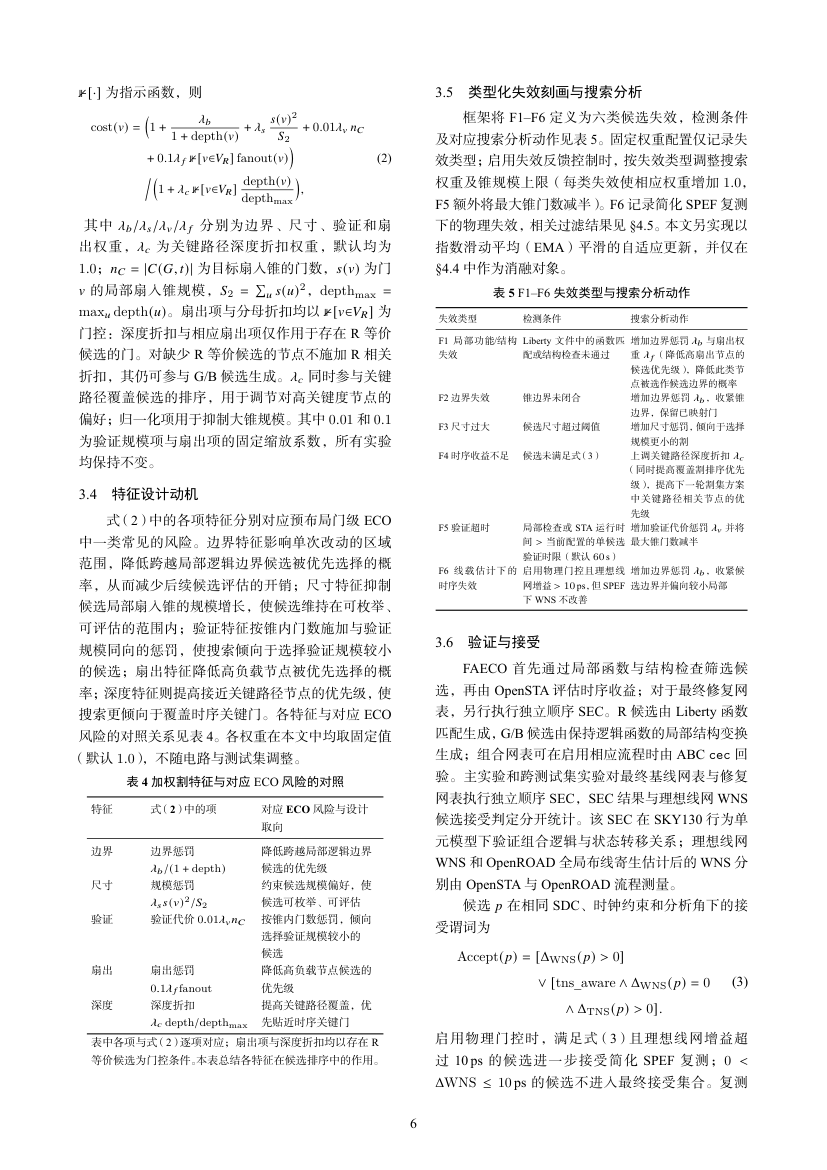 𝟙[·] 为指示函数，则
cost(v) = (1 + λb / (1 + depth(v)) + λs s(v)² / S2 + 0.01λv nC
+ 0.1λf 𝟙[v∈VR] fanout(v))
(2)
/ (1 + λc 𝟙[v∈VR] depth(v) / depthmax),
其中 λb/λs/λv/λf 分别为边界、尺寸、验证和扇
出权重，λc 为关键路径深度折扣权重，默认均为
1.0；nC = |C(G, t)| 为目标扇入锥的门数，s(v) 为门
v 的局部扇入锥规模，S2 = ∑u s(u)²，depthmax =
maxu depth(u)。扇出项与分母折扣均以 𝟙[v∈VR] 为
门控：深度折扣与相应扇出项仅作用于存在 R 等价
候选的门。对缺少 R 等价候选的节点不施加 R 相关
折扣，其仍可参与 G/B 候选生成。λc 同时参与关键
路径覆盖候选的排序，用于调节对高关键度节点的
偏好；归一化项用于抑制大锥规模。其中 0.01 和 0.1
为验证规模项与扇出项的固定缩放系数，所有实验
均保持不变。
3.4 特征设计动机
式（2）中的各项特征分别对应预布局门级 ECO
中一类常见的风险。边界特征影响单次改动的区域
范围，降低跨越局部逻辑边界候选被优先选择的概
率，从而减少后续候选评估的开销；尺寸特征抑制
候选局部扇入锥的规模增长，使候选维持在可枚举、
可评估的范围内；验证特征按锥内门数施加与验证
规模同向的惩罚，使搜索倾向于选择验证规模较小
的候选；扇出特征降低高负载节点被优先选择的概
率；深度特征则提高接近关键路径节点的优先级，使
搜索更倾向于覆盖时序关键门。各特征与对应 ECO
风险的对照关系见表 4。各权重在本文中均取固定值
（默认 1.0），不随电路与测试集调整。
表 4 加权割特征与对应 ECO 风险的对照
特征 式（2）中的项 对应 ECO 风险与设计
取向
边界 边界惩罚 降低跨越局部逻辑边界
λb/(1 + depth) 候选的优先级
尺寸 规模惩罚 约束候选规模偏好，使
λs s(v)²/S2 候选可枚举、可评估
验证 验证代价 0.01λvnC 按锥内门数惩罚，倾向
选择验证规模较小的
候选
扇出 扇出惩罚 降低高负载节点候选的
0.1λf fanout 优先级
深度 深度折扣 提高关键路径覆盖，优
λc depth/depthmax 先贴近时序关键门
表中各项与式（2）逐项对应；扇出项与深度折扣均以存在 R
等价候选为门控条件。本表总结各特征在候选排序中的作用。
3.5 类型化失效刻画与搜索分析
框架将 F1–F6 定义为六类候选失效，检测条件
及对应搜索分析动作见表 5。固定权重配置仅记录失
效类型；启用失效反馈控制时，按失效类型调整搜索
权重及锥规模上限（每类失效使相应权重增加 1.0，
F5 额外将最大锥门数减半）。F6 记录简化 SPEF 复测
下的物理失效，相关过滤结果见 §4.5。本文另实现以
指数滑动平均（EMA）平滑的自适应更新，并仅在
§4.4 中作为消融对象。
表 5 F1–F6 失效类型与搜索分析动作
失效类型 检测条件 搜索分析动作
F1 局部功能/结构 Liberty 文件中的函数匹 增加边界惩罚 λb 与扇出权
失效 配或结构检查未通过 重 λf（降低高扇出节点的
候选优先级），降低此类节
点被选作候选边界的概率
F2 边界失效 锥边界未闭合 增加边界惩罚 λb，收紧锥
边界，保留已映射门
F3 尺寸过大 候选尺寸超过阈值 增加尺寸惩罚，倾向于选择
规模更小的割
F4 时序收益不足 候选未满足式（3） 上调关键路径深度折扣 λc
（同时提高覆盖割排序优先
级），提高下一轮割集方案
中关键路径相关节点的优
先级
F5 验证超时 局部检查或 STA 运行时 增加验证代价惩罚 λv 并将
间 > 当前配置的单候选 最大锥门数减半
验证时限（默认 60 s）
F6 线载估计下的 启用物理门控且理想线 增加边界惩罚 λb，收紧候
时序失效 网增益 > 10 ps，但 SPEF 选边界并偏向较小局部
下 WNS 不改善
3.6 验证与接受
FAECO 首先通过局部函数与结构检查筛选候
选，再由 OpenSTA 评估时序收益；对于最终修复网
表，另行执行独立顺序 SEC。R 候选由 Liberty 函数
匹配生成，G/B 候选由保持逻辑函数的局部结构变换
生成；组合网表可在启用相应流程时由 ABC cec 回
验。主实验和跨测试集实验对最终基线网表与修复
网表执行独立顺序 SEC，SEC 结果与理想线网 WNS
候选接受判定分开统计。该 SEC 在 SKY130 行为单
元模型下验证组合逻辑与状态转移关系；理想线网
WNS 和 OpenROAD 全局布线寄生估计后的 WNS 分
别由 OpenSTA 与 OpenROAD 流程测量。
候选 p 在相同 SDC、时钟约束和分析角下的接
受谓词为
Accept(p) = [ΔWNS(p) > 0]
∨ [tns_aware ∧ ΔWNS(p) = 0 (3)
∧ ΔTNS(p) > 0].
启用物理门控时，满足式（3）且理想线网增益超
过 10 ps 的候选进一步接受简化 SPEF 复测；0 <
ΔWNS ≤ 10 ps 的候选不进入最终接受集合。复测
6